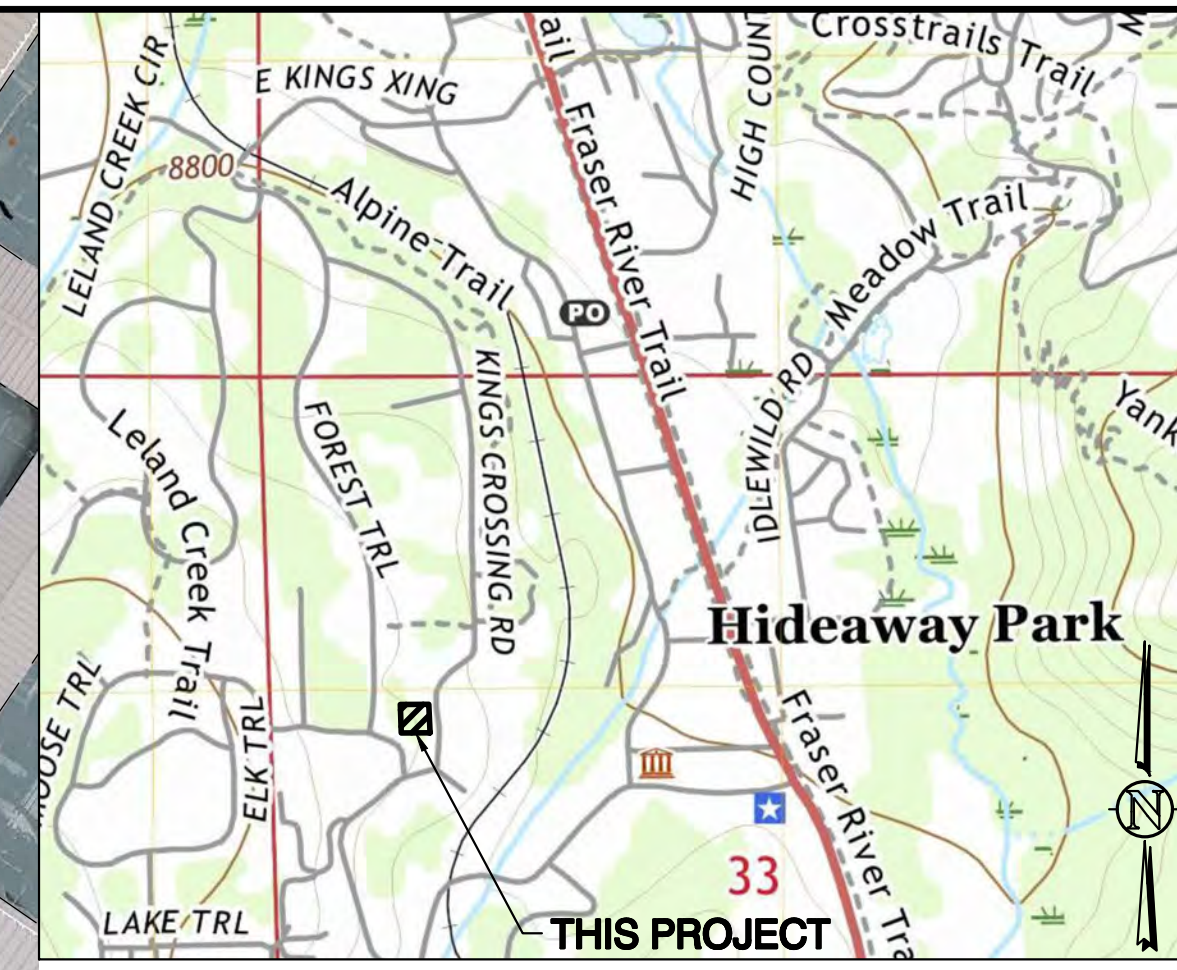 Crosstrails Trail
E KINGS XING
LELAND CREEK CIR
ail
Fraser River Trail
8800
Alpine Trail
Meadow Trail
PO
KINGS CROSSING RD
IDLEWILD RD
FOREST TRL
Leland Creek Trail
Hideaway Park
ELK TRL
Fraser River Tra
33
LAKE TRL
THIS PROJECT
N